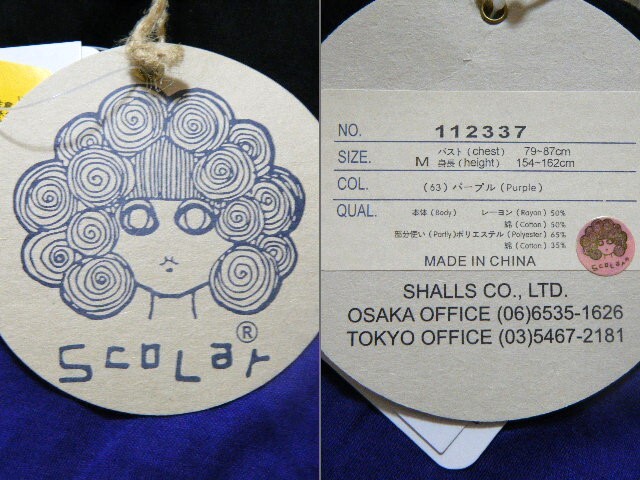 scolar
®
NO. 112337
SIZE. M バスト(chest) 79~87cm
身長(height) 154~162cm
COL. (63) パープル(Purple)
QUAL. 本体(Body) レーヨン(Rayon) 50%
綿(Cotton) 50%
部分使い(Partly)ポリエステル(Polyester) 65%
綿(Cotton) 35%
MADE IN CHINA
scolar
SHALLS CO., LTD.
OSAKA OFFICE (06)6535-1626
TOKYO OFFICE (03)5467-2181